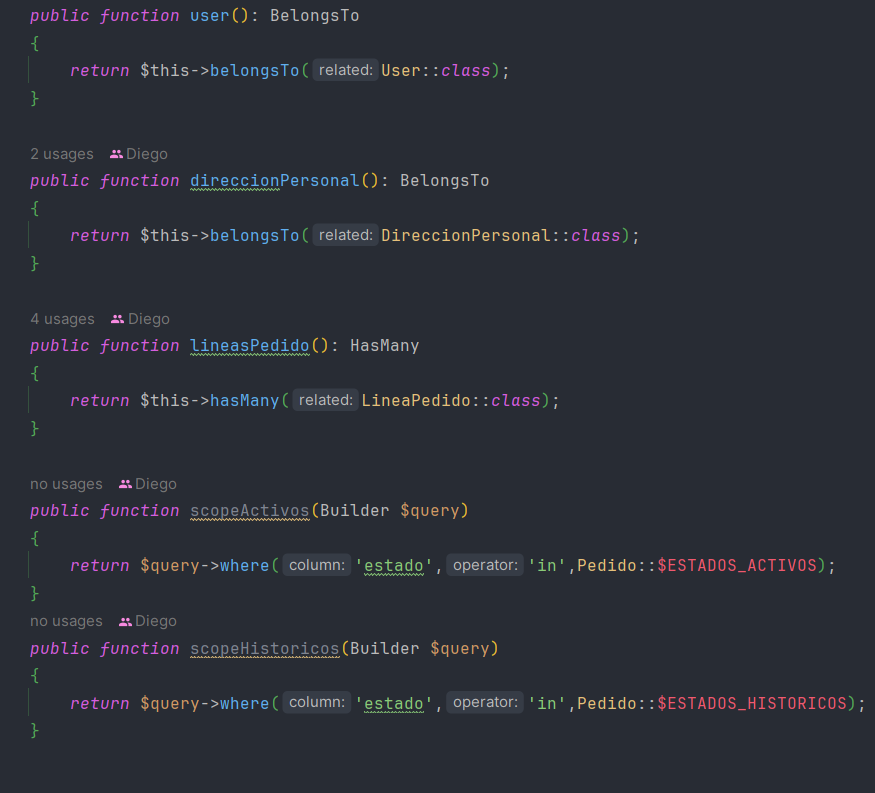 public function user(): BelongsTo
{
return $this->belongsTo( related: User::class);
}
2 usages Diego
public function direccionPersonal(): BelongsTo
{
return $this->belongsTo( related: DireccionPersonal::class);
}
4 usages Diego
public function lineasPedido(): HasMany
{
return $this->hasMany( related: LineaPedido::class);
}
no usages Diego
public function scopeActivos(Builder $query)
{
return $query->where( column: 'estado', operator: 'in',Pedido::$ESTADOS_ACTIVOS);
}
no usages Diego
public function scopeHistoricos(Builder $query)
{
return $query->where( column: 'estado', operator: 'in',Pedido::$ESTADOS_HISTORICOS);
}